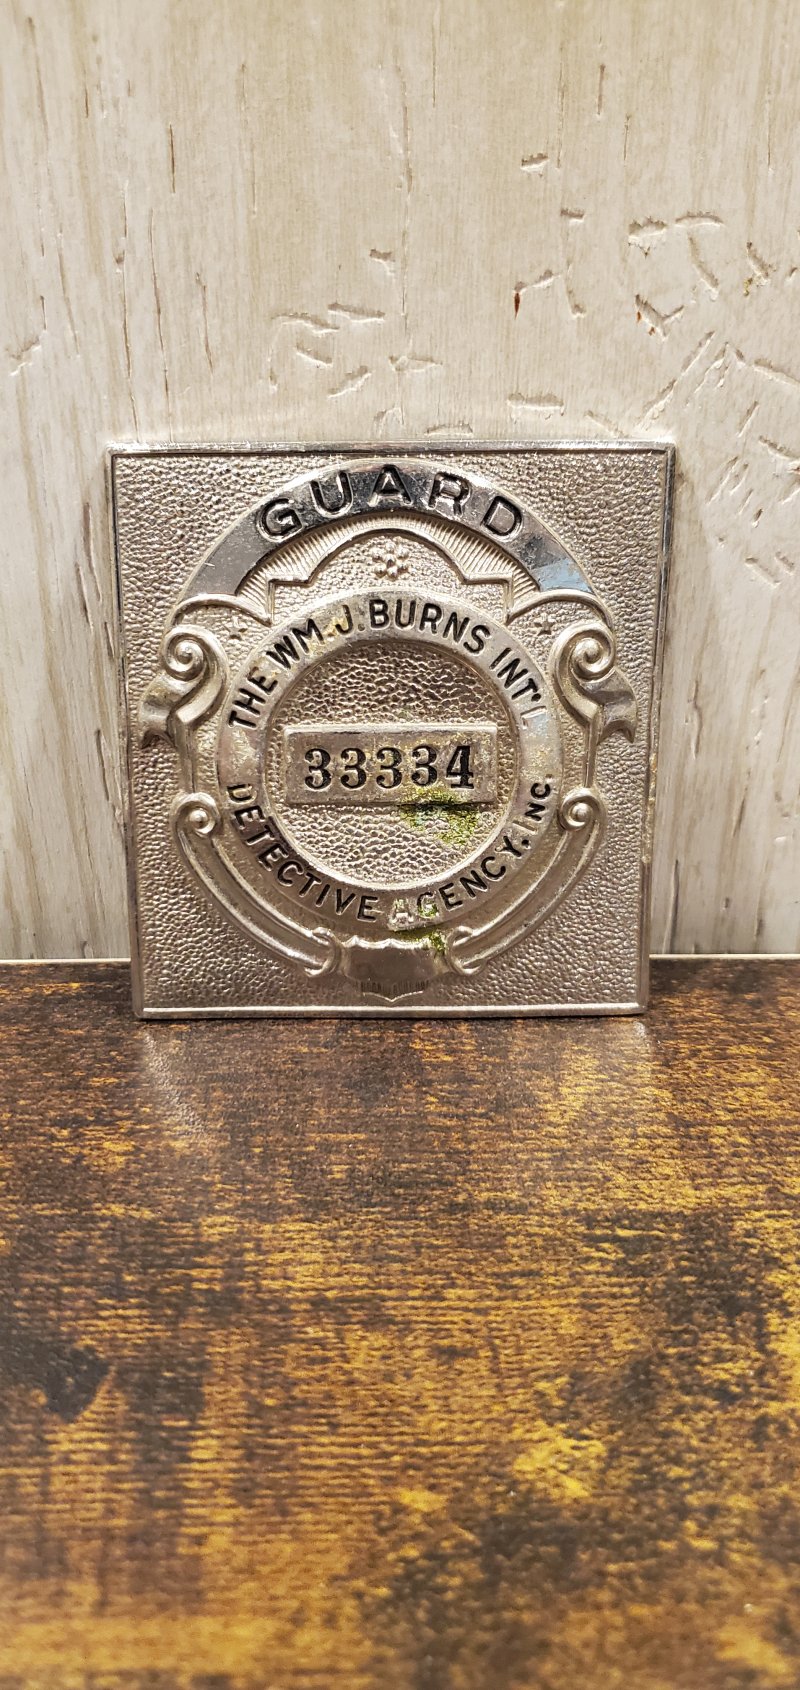 GUARD
THE WM. J. BURNS INT'L
33334
DETECTIVE AGENCY, INC.